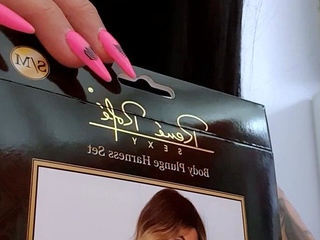 S/M
René Rofé
SEXY
Body Plunge Harness Set